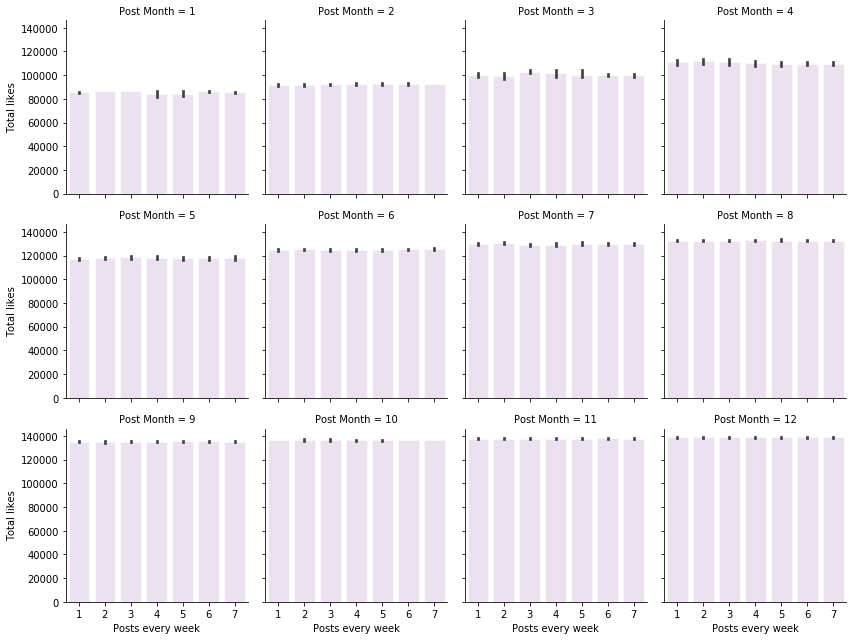 Post Month = 1
Post Month = 2
Post Month = 3
Post Month = 4
140000
120000
100000
80000
60000
40000
20000
0
Total likes
Post Month = 5
Post Month = 6
Post Month = 7
Post Month = 8
140000
120000
100000
80000
60000
40000
20000
0
Total likes
Post Month = 9
Post Month = 10
Post Month = 11
Post Month = 12
140000
120000
100000
80000
60000
40000
20000
0
Total likes
1 2 3 4 5 6 7
1 2 3 4 5 6 7
1 2 3 4 5 6 7
1 2 3 4 5 6 7
Posts every week
Posts every week
Posts every week
Posts every week